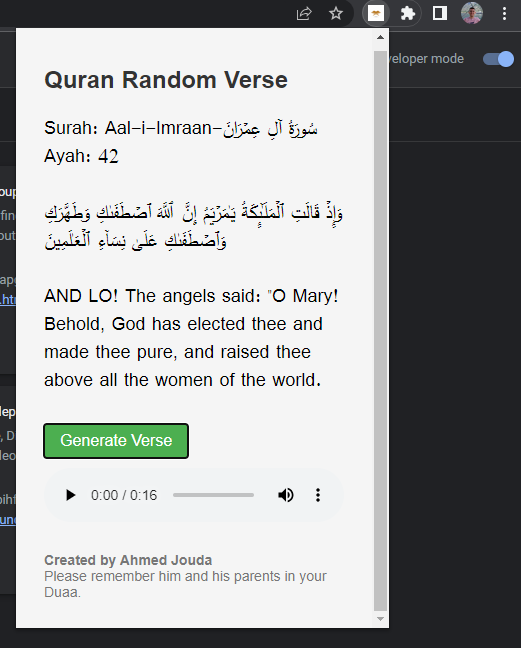 veloper mode
Quran Random Verse
Surah: Aal-i-Imraan-سُورَةُ آلِ عِمۡرَانَ
Ayah: 42
وَإِذۡ قَالَتِ ٱلۡمَلَٰٓئِكَةُ يَٰمَرۡيَمُ إِنَّ ٱللَّهَ ٱصۡطَفَىٰكِ وَطَهَّرَكِ
وَٱصۡطَفَىٰكِ عَلَىٰ نِسَآءِ ٱلۡعَٰلَمِينَ
AND LO! The angels said: "O Mary!
Behold, God has elected thee and
made thee pure, and raised thee
above all the women of the world.
Generate Verse
0:00 / 0:16
Created by Ahmed Jouda
Please remember him and his parents in your
Duaa.